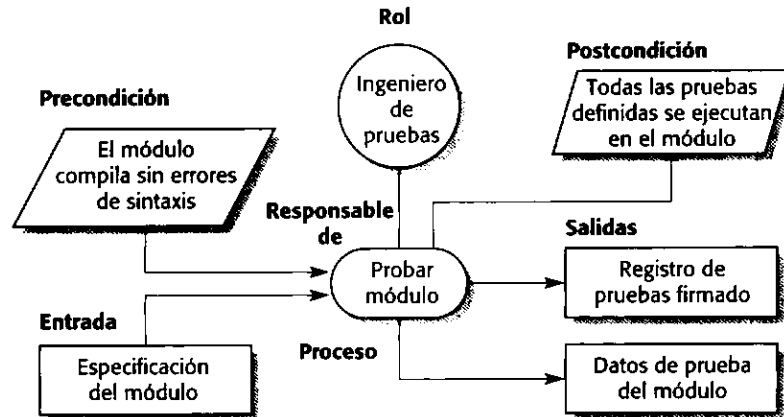 Rol
Ingeniero
de
pruebas
Postcondición
Todas las pruebas
definidas se ejecutan
en el módulo
Precondición
El módulo
compila sin errores
de sintaxis
Responsable
de
Probar
módulo
Salidas
Registro de
pruebas firmado
Entrada
Especificación
del módulo
Proceso
Datos de prueba
del módulo